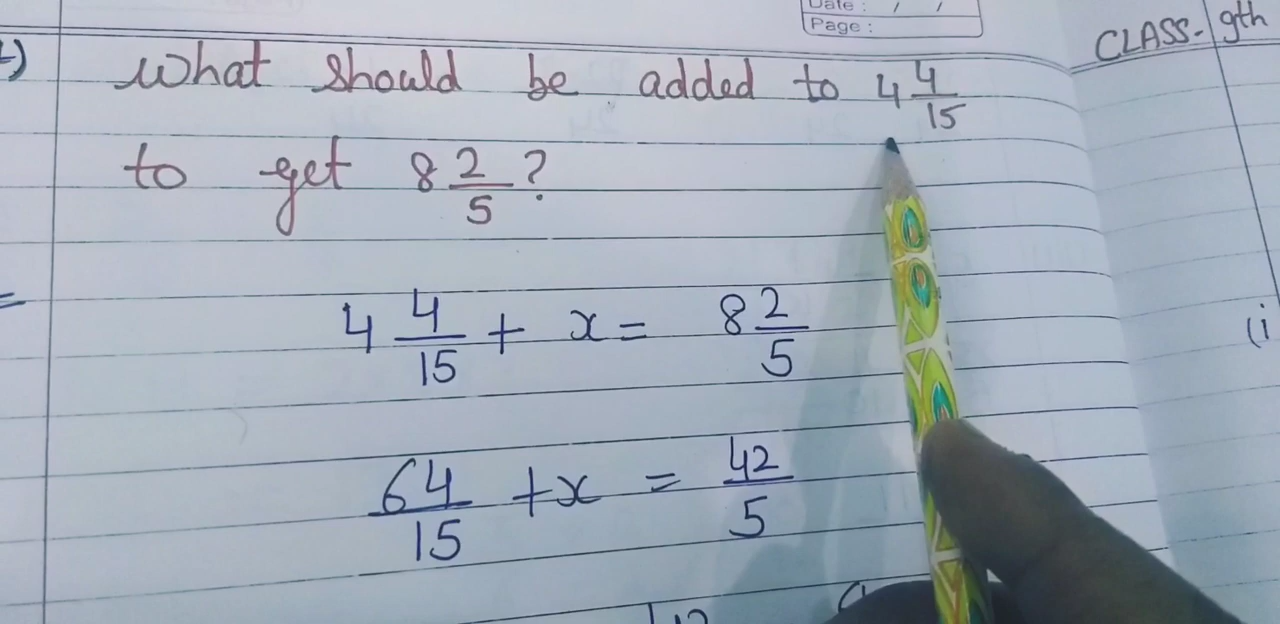 Date : / /
Page :
CLASS- 9th
What should be added to 4 4/15
to get 8 2/5 ?
=
4 4/15 + x = 8 2/5
(i
64/15 + x = 42/5